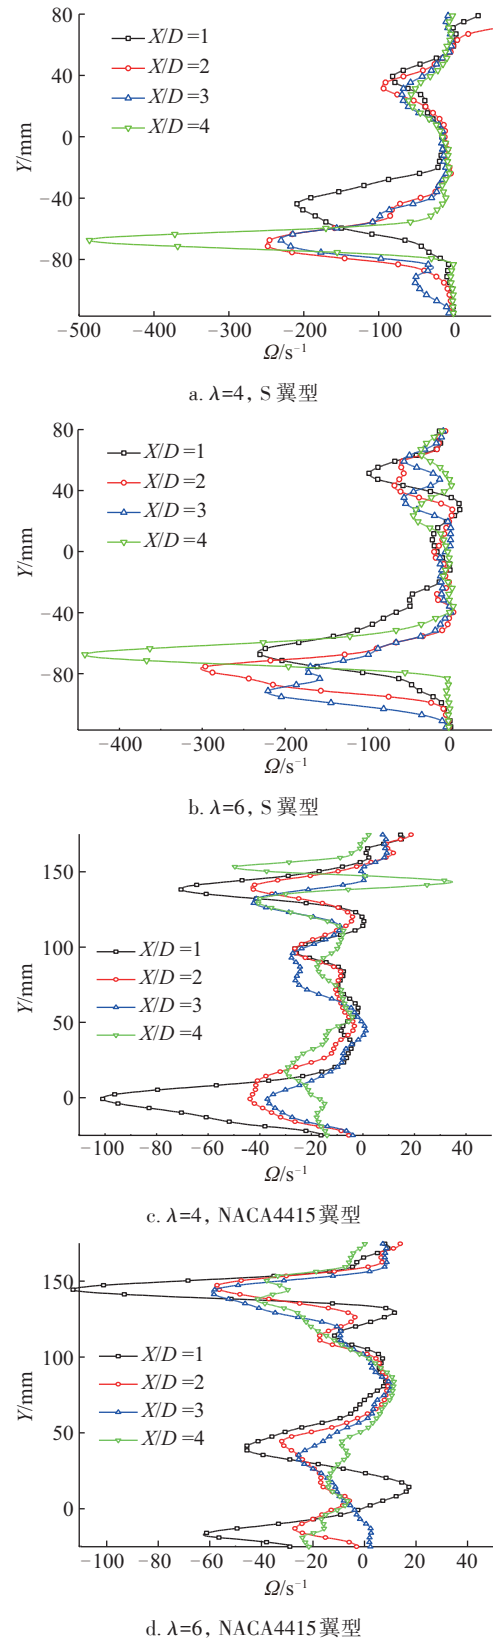 80
40
0
−40
−80
Y/mm
X/D =1
X/D =2
X/D =3
X/D =4
−500 −400 −300 −200 −100 0
Ω/s⁻¹
a. λ=4, S 翼型
80
40
0
−40
−80
Y/mm
X/D =1
X/D =2
X/D =3
X/D =4
−400 −300 −200 −100 0
Ω/s⁻¹
b. λ=6, S 翼型
150
100
50
0
Y/mm
X/D =1
X/D =2
X/D =3
X/D =4
−100 −80 −60 -40 −20 0 20 40
Ω/s⁻¹
c. λ=4, NACA4415翼型
150
100
50
0
Y/mm
X/D =1
X/D =2
X/D =3
X/D =4
−100 −80 −60 −40 −20 0 20 40
Ω/s⁻¹
d. λ=6, NACA4415翼型